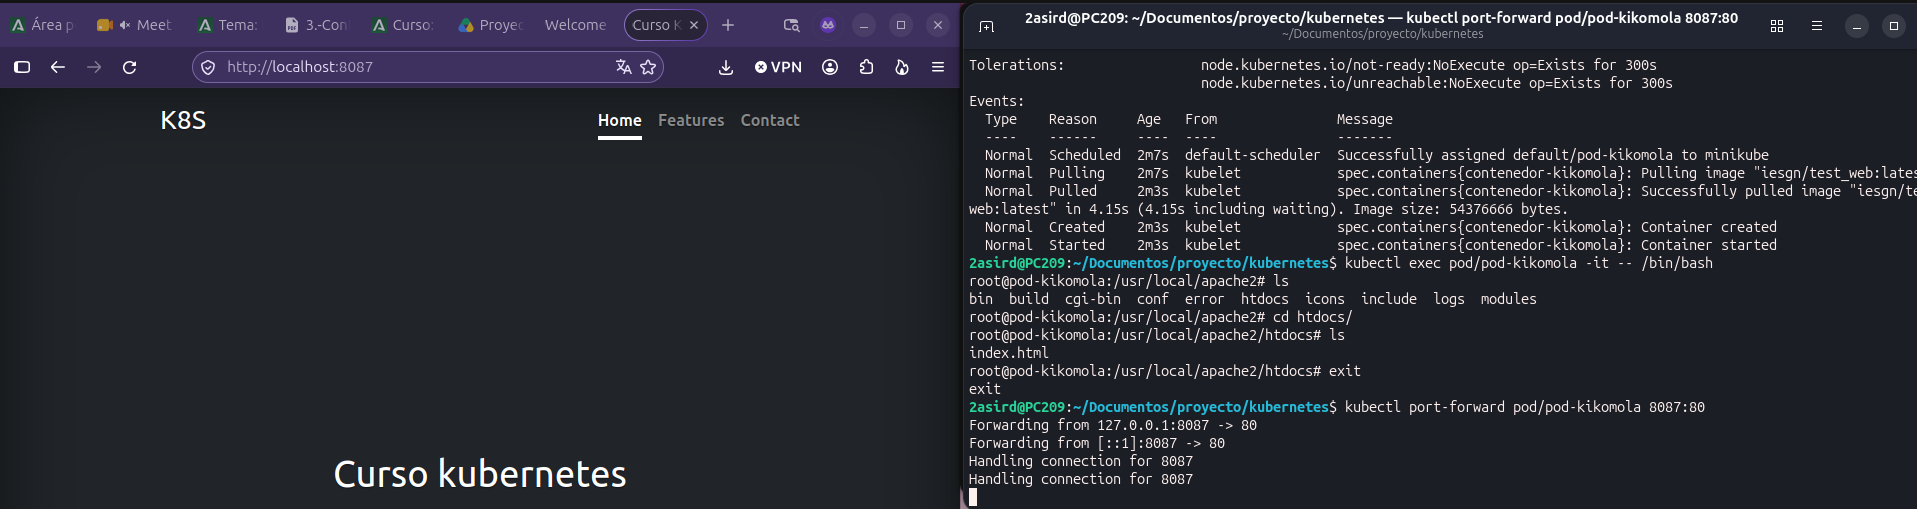 Área p
Meet
Tema:
3.-Con
Curso:
Proyec
Welcome
Curso K
http://localhost:8087
VPN
K8S
Home Features Contact
Curso kubernetes
2asird@PC209: ~/Documentos/proyecto/kubernetes — kubectl port-forward pod/pod-kikomola 8087:80
~/Documentos/proyecto/kubernetes
Tolerations: node.kubernetes.io/not-ready:NoExecute op=Exists for 300s
node.kubernetes.io/unreachable:NoExecute op=Exists for 300s
Events:
Type Reason Age From Message
---- ------ ---- ---- -------
Normal Scheduled 2m7s default-scheduler Successfully assigned default/pod-kikomola to minikube
Normal Pulling 2m7s kubelet spec.containers{contenedor-kikomola}: Pulling image "iesgn/test_web:lates
Normal Pulled 2m3s kubelet spec.containers{contenedor-kikomola}: Successfully pulled image "iesgn/te
web:latest" in 4.15s (4.15s including waiting). Image size: 54376666 bytes.
Normal Created 2m3s kubelet spec.containers{contenedor-kikomola}: Container created
Normal Started 2m3s kubelet spec.containers{contenedor-kikomola}: Container started
2asird@PC209:~/Documentos/proyecto/kubernetes$ kubectl exec pod/pod-kikomola -it -- /bin/bash
root@pod-kikomola:/usr/local/apache2# ls
bin build cgi-bin conf error htdocs icons include logs modules
root@pod-kikomola:/usr/local/apache2# cd htdocs/
root@pod-kikomola:/usr/local/apache2/htdocs# ls
index.html
root@pod-kikomola:/usr/local/apache2/htdocs# exit
exit
2asird@PC209:~/Documentos/proyecto/kubernetes$ kubectl port-forward pod/pod-kikomola 8087:80
Forwarding from 127.0.0.1:8087 -> 80
Forwarding from [::1]:8087 -> 80
Handling connection for 8087
Handling connection for 8087